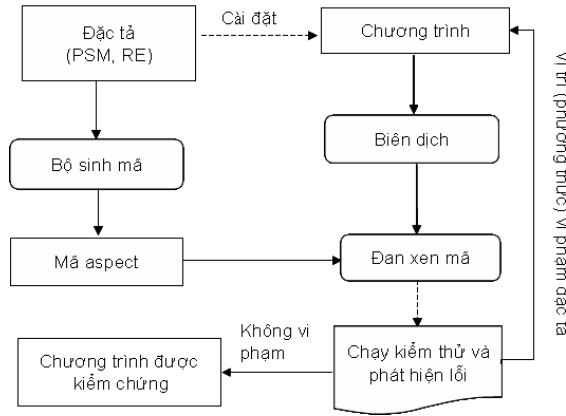 Đặc tả
(PSM, RE)
Cài đặt
Chương trình
Bộ sinh mã
Biên dịch
Mã aspect
Đan xen mã
Chương trình được
kiểm chứng
Không vi
phạm
Chạy kiểm thử và
phát hiện lỗi
Vị trí (phương thức) vi phạm đặc tả